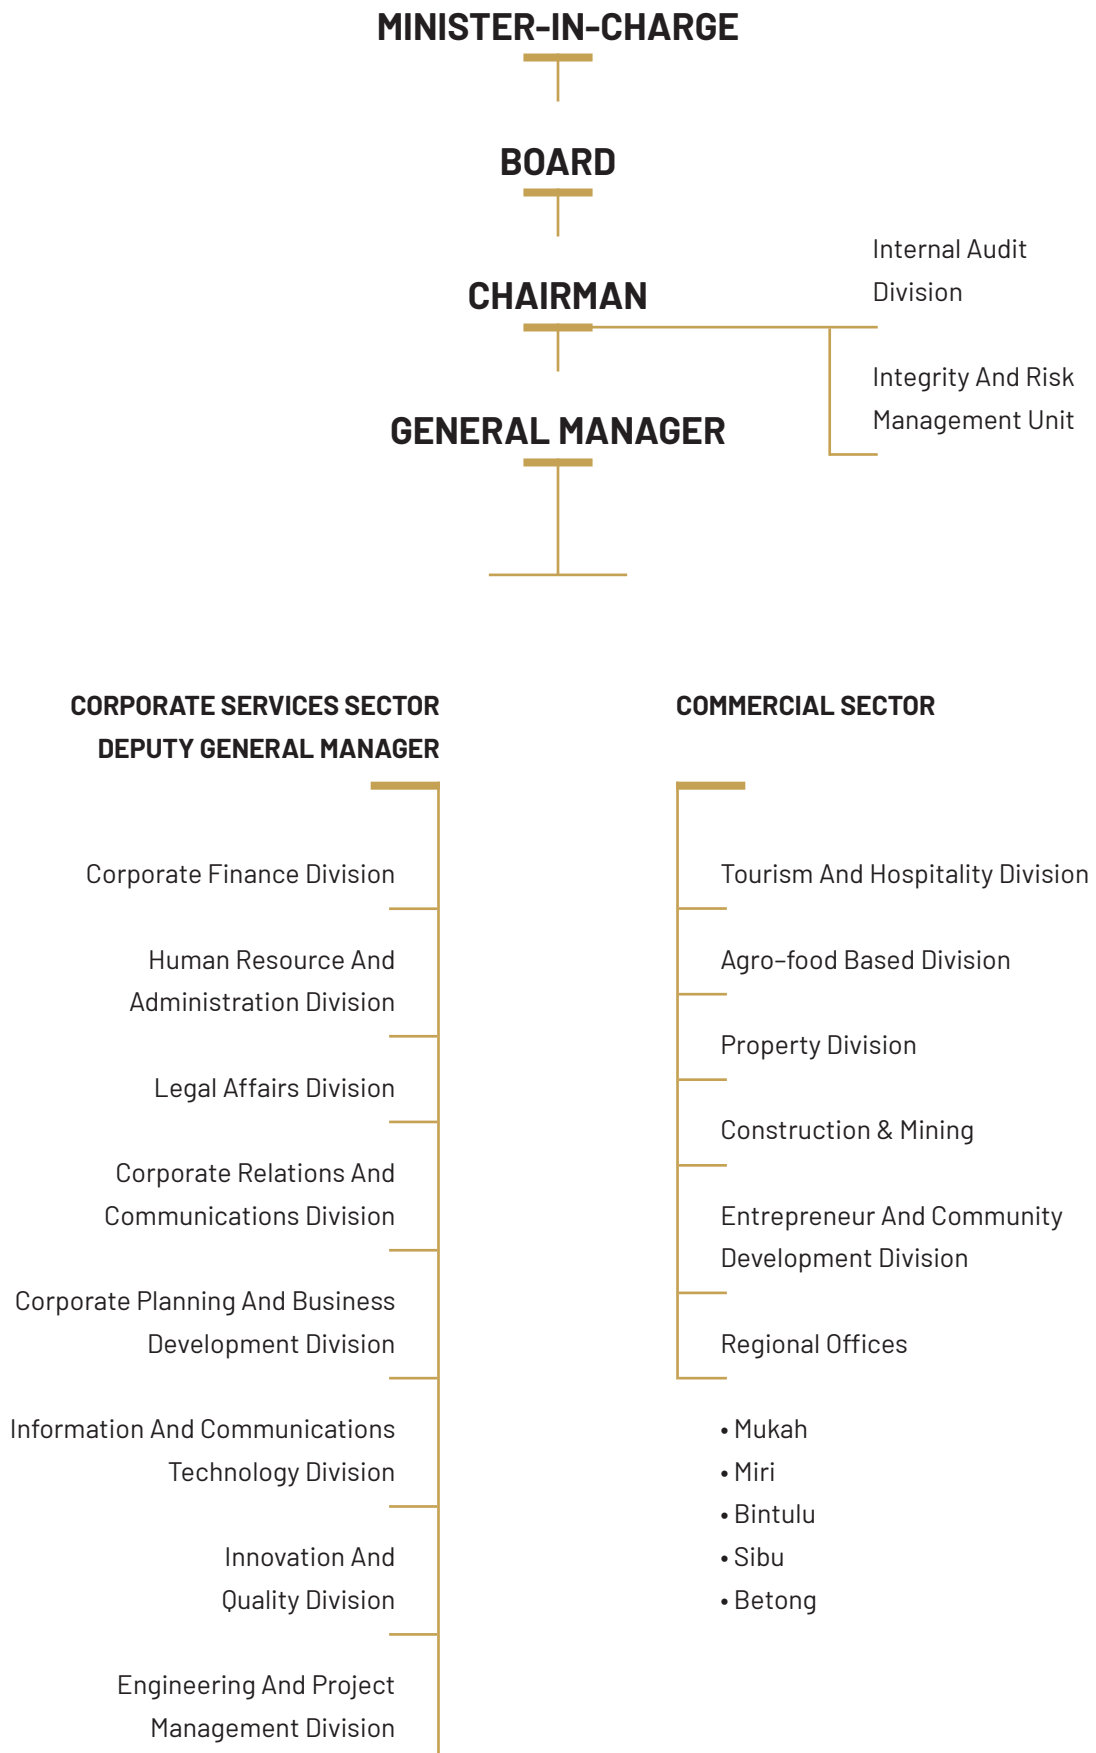 MINISTER-IN-CHARGE
BOARD
CHAIRMAN
Internal Audit
Division
Integrity And Risk
Management Unit
GENERAL MANAGER
CORPORATE SERVICES SECTOR
DEPUTY GENERAL MANAGER
Corporate Finance Division
Human Resource And
Administration Division
Legal Affairs Division
Corporate Relations And
Communications Division
Corporate Planning And Business
Development Division
Information And Communications
Technology Division
Innovation And
Quality Division
Engineering And Project
Management Division
COMMERCIAL SECTOR
Tourism And Hospitality Division
Agro–food Based Division
Property Division
Construction & Mining
Entrepreneur And Community
Development Division
Regional Offices
• Mukah
• Miri
• Bintulu
• Sibu
• Betong